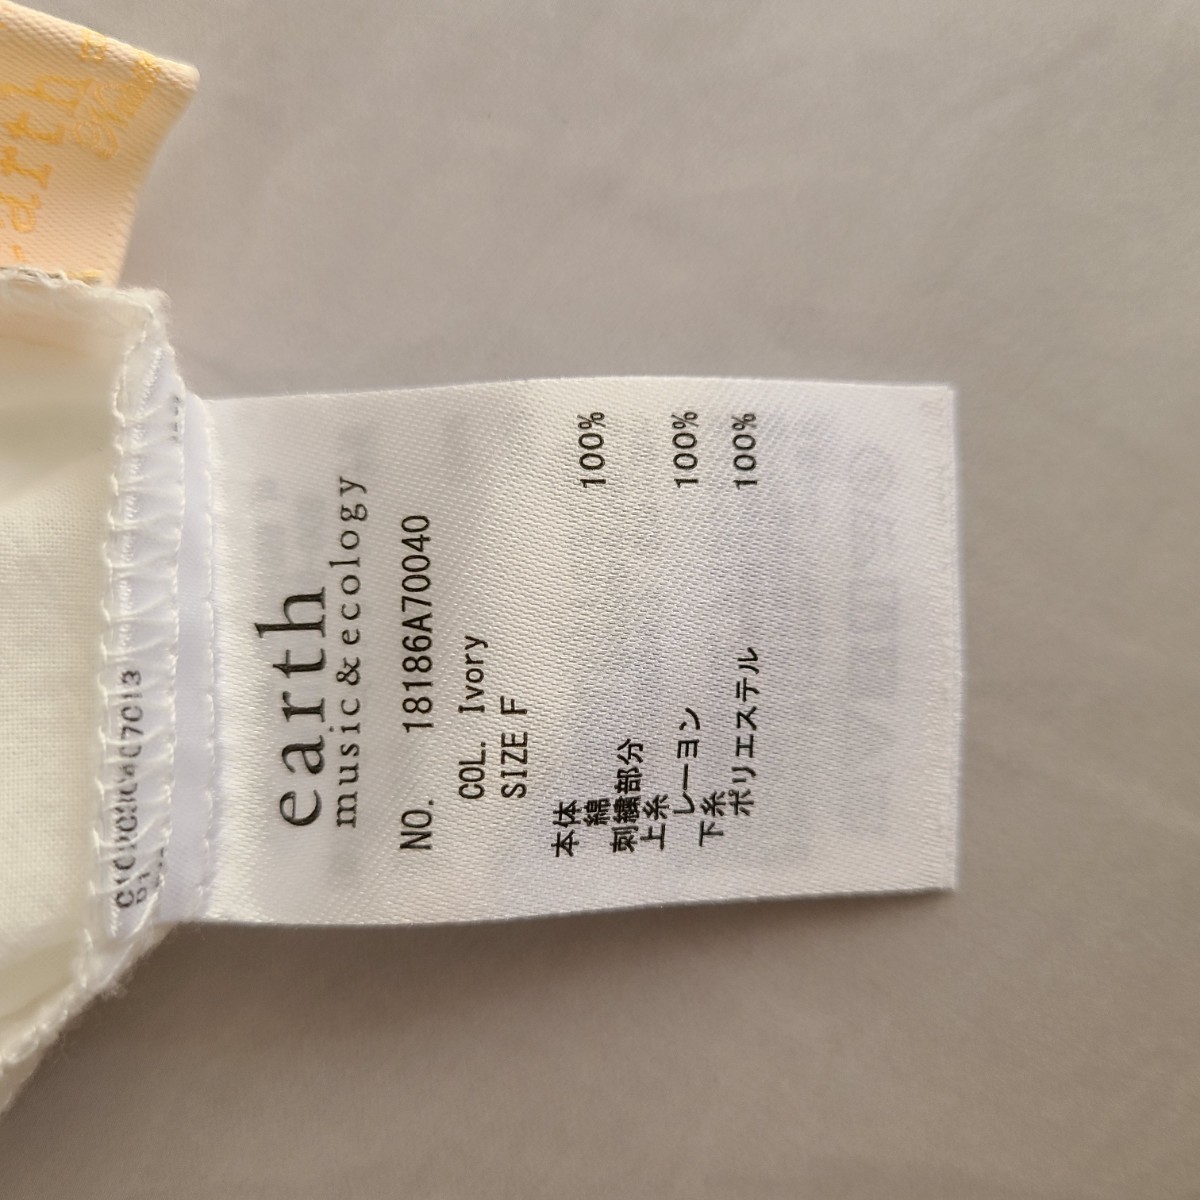 earth
earth
music&ecology
NO. 18186A70040
COL. Ivory
SIZE F
本体
綿 100%
刺繍部分
上糸
レーヨン 100%
下糸
ポリエステル 100%